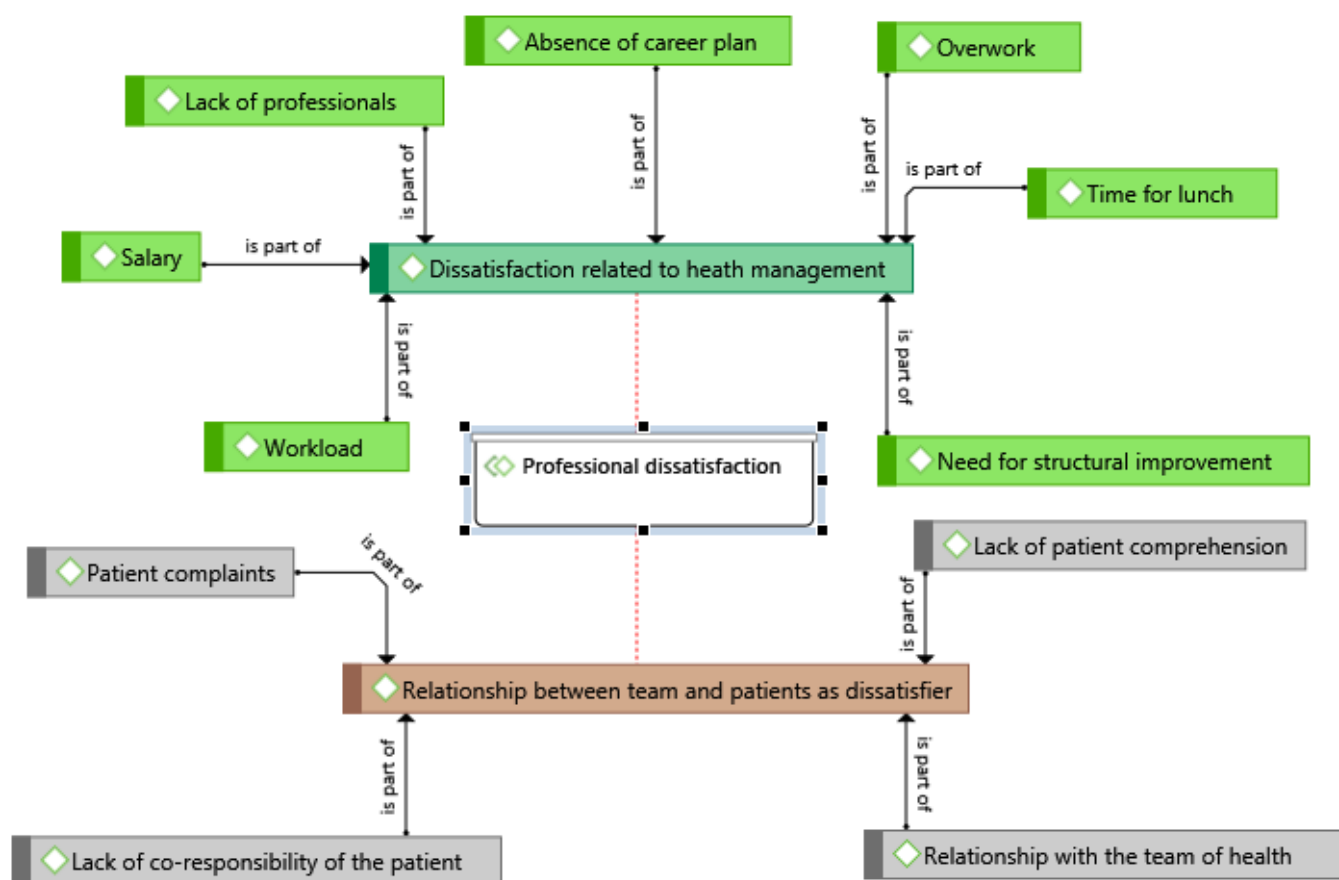 Absence of career plan
Overwork
Lack of professionals
is part of
is part of
is part of
is part of
Time for lunch
Salary
is part of
Dissatisfaction related to heath management
is part of
is part of
Workload
Professional dissatisfaction
Need for structural improvement
Patient complaints
is part of
Lack of patient comprehension
is part of
Relationship between team and patients as dissatisfier
is part of
is part of
Lack of co-responsibility of the patient
Relationship with the team of health